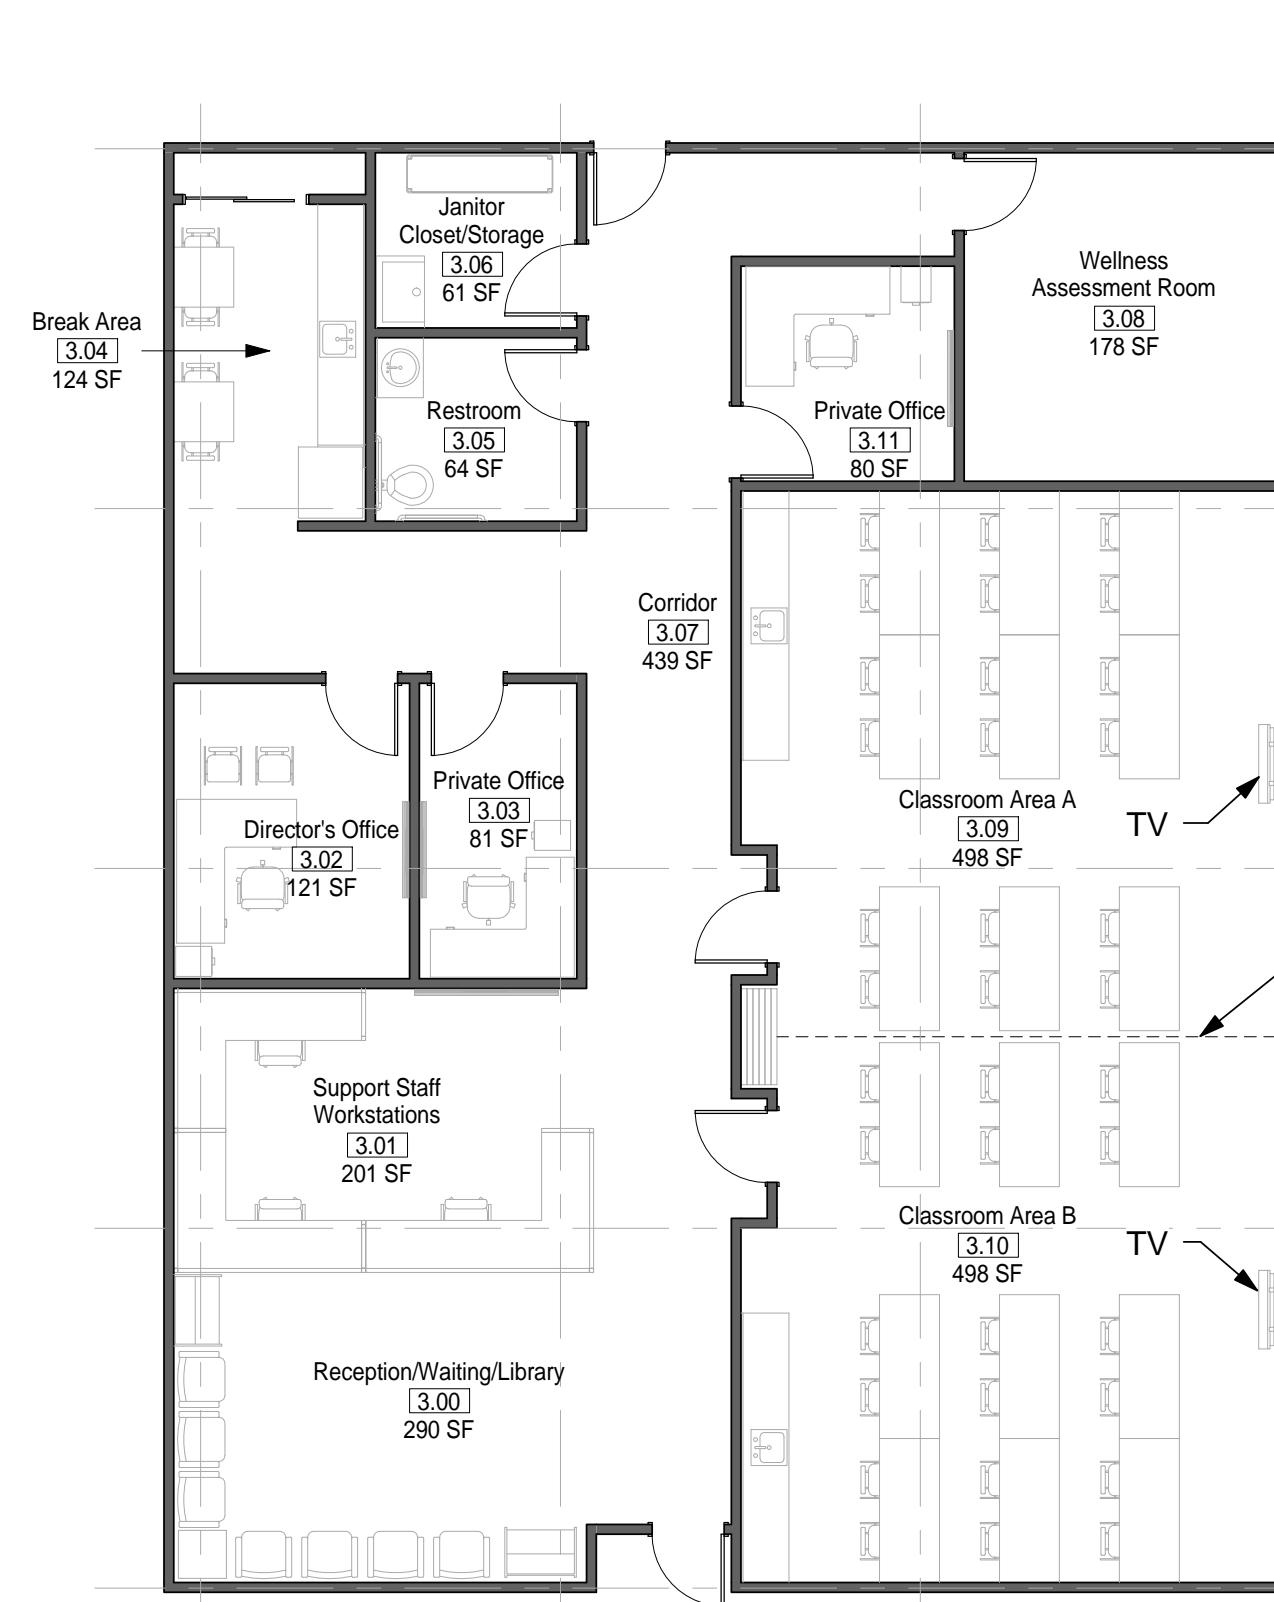 Janitor
Closet/Storage
3.06
61 SF
Wellness
Assessment Room
3.08
178 SF
Break Area
3.04
124 SF
Restroom
3.05
64 SF
Private Office
3.11
80 SF
Corridor
3.07
439 SF
Private Office
3.03
81 SF
Director's Office
3.02
121 SF
Classroom Area A
3.09
498 SF
TV
Support Staff
Workstations
3.01
201 SF
Classroom Area B
3.10
498 SF
TV
Reception/Waiting/Library
3.00
290 SF